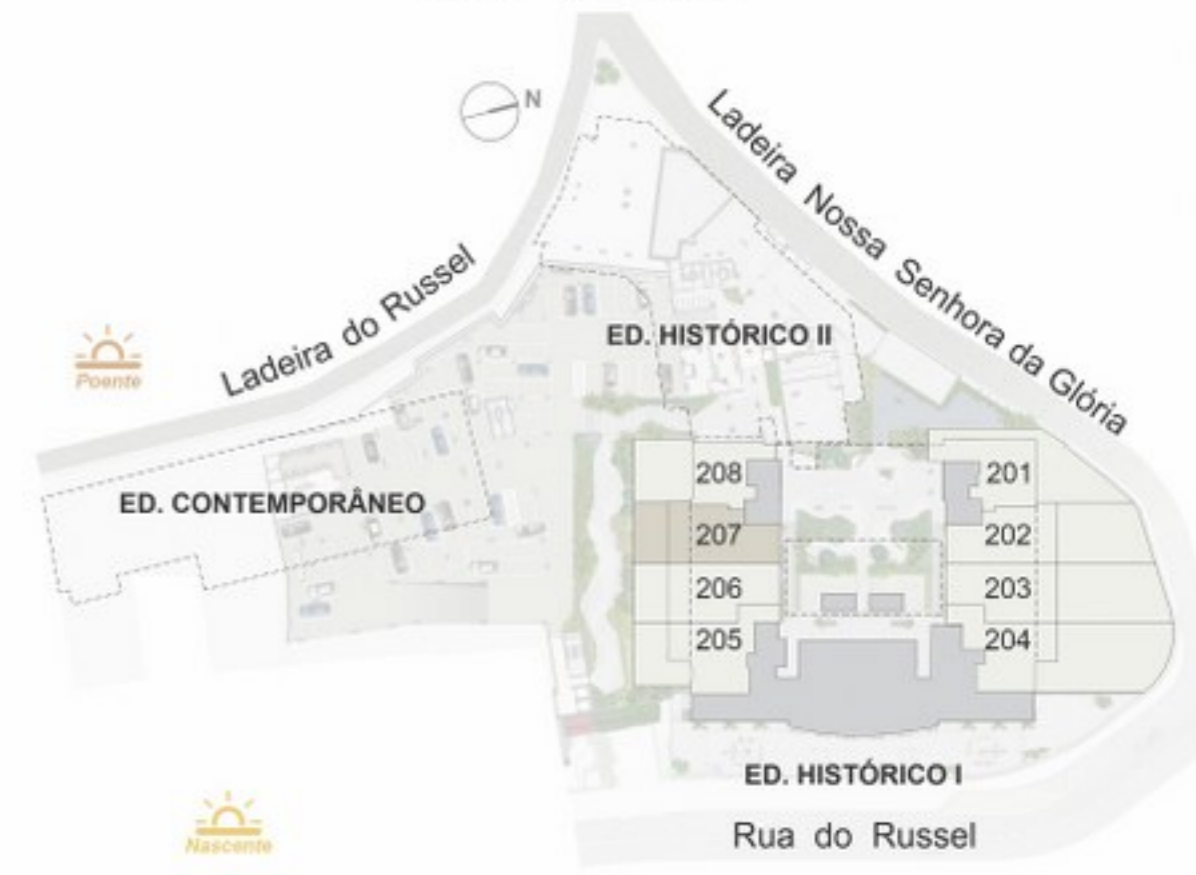 N
Ladeira Nossa Senhora da Glória
Ladeira do Russel
Poente
ED. HISTÓRICO II
ED. CONTEMPORÂNEO
208
201
207
202
206
203
205
204
ED. HISTÓRICO I
Rua do Russel
Nascente